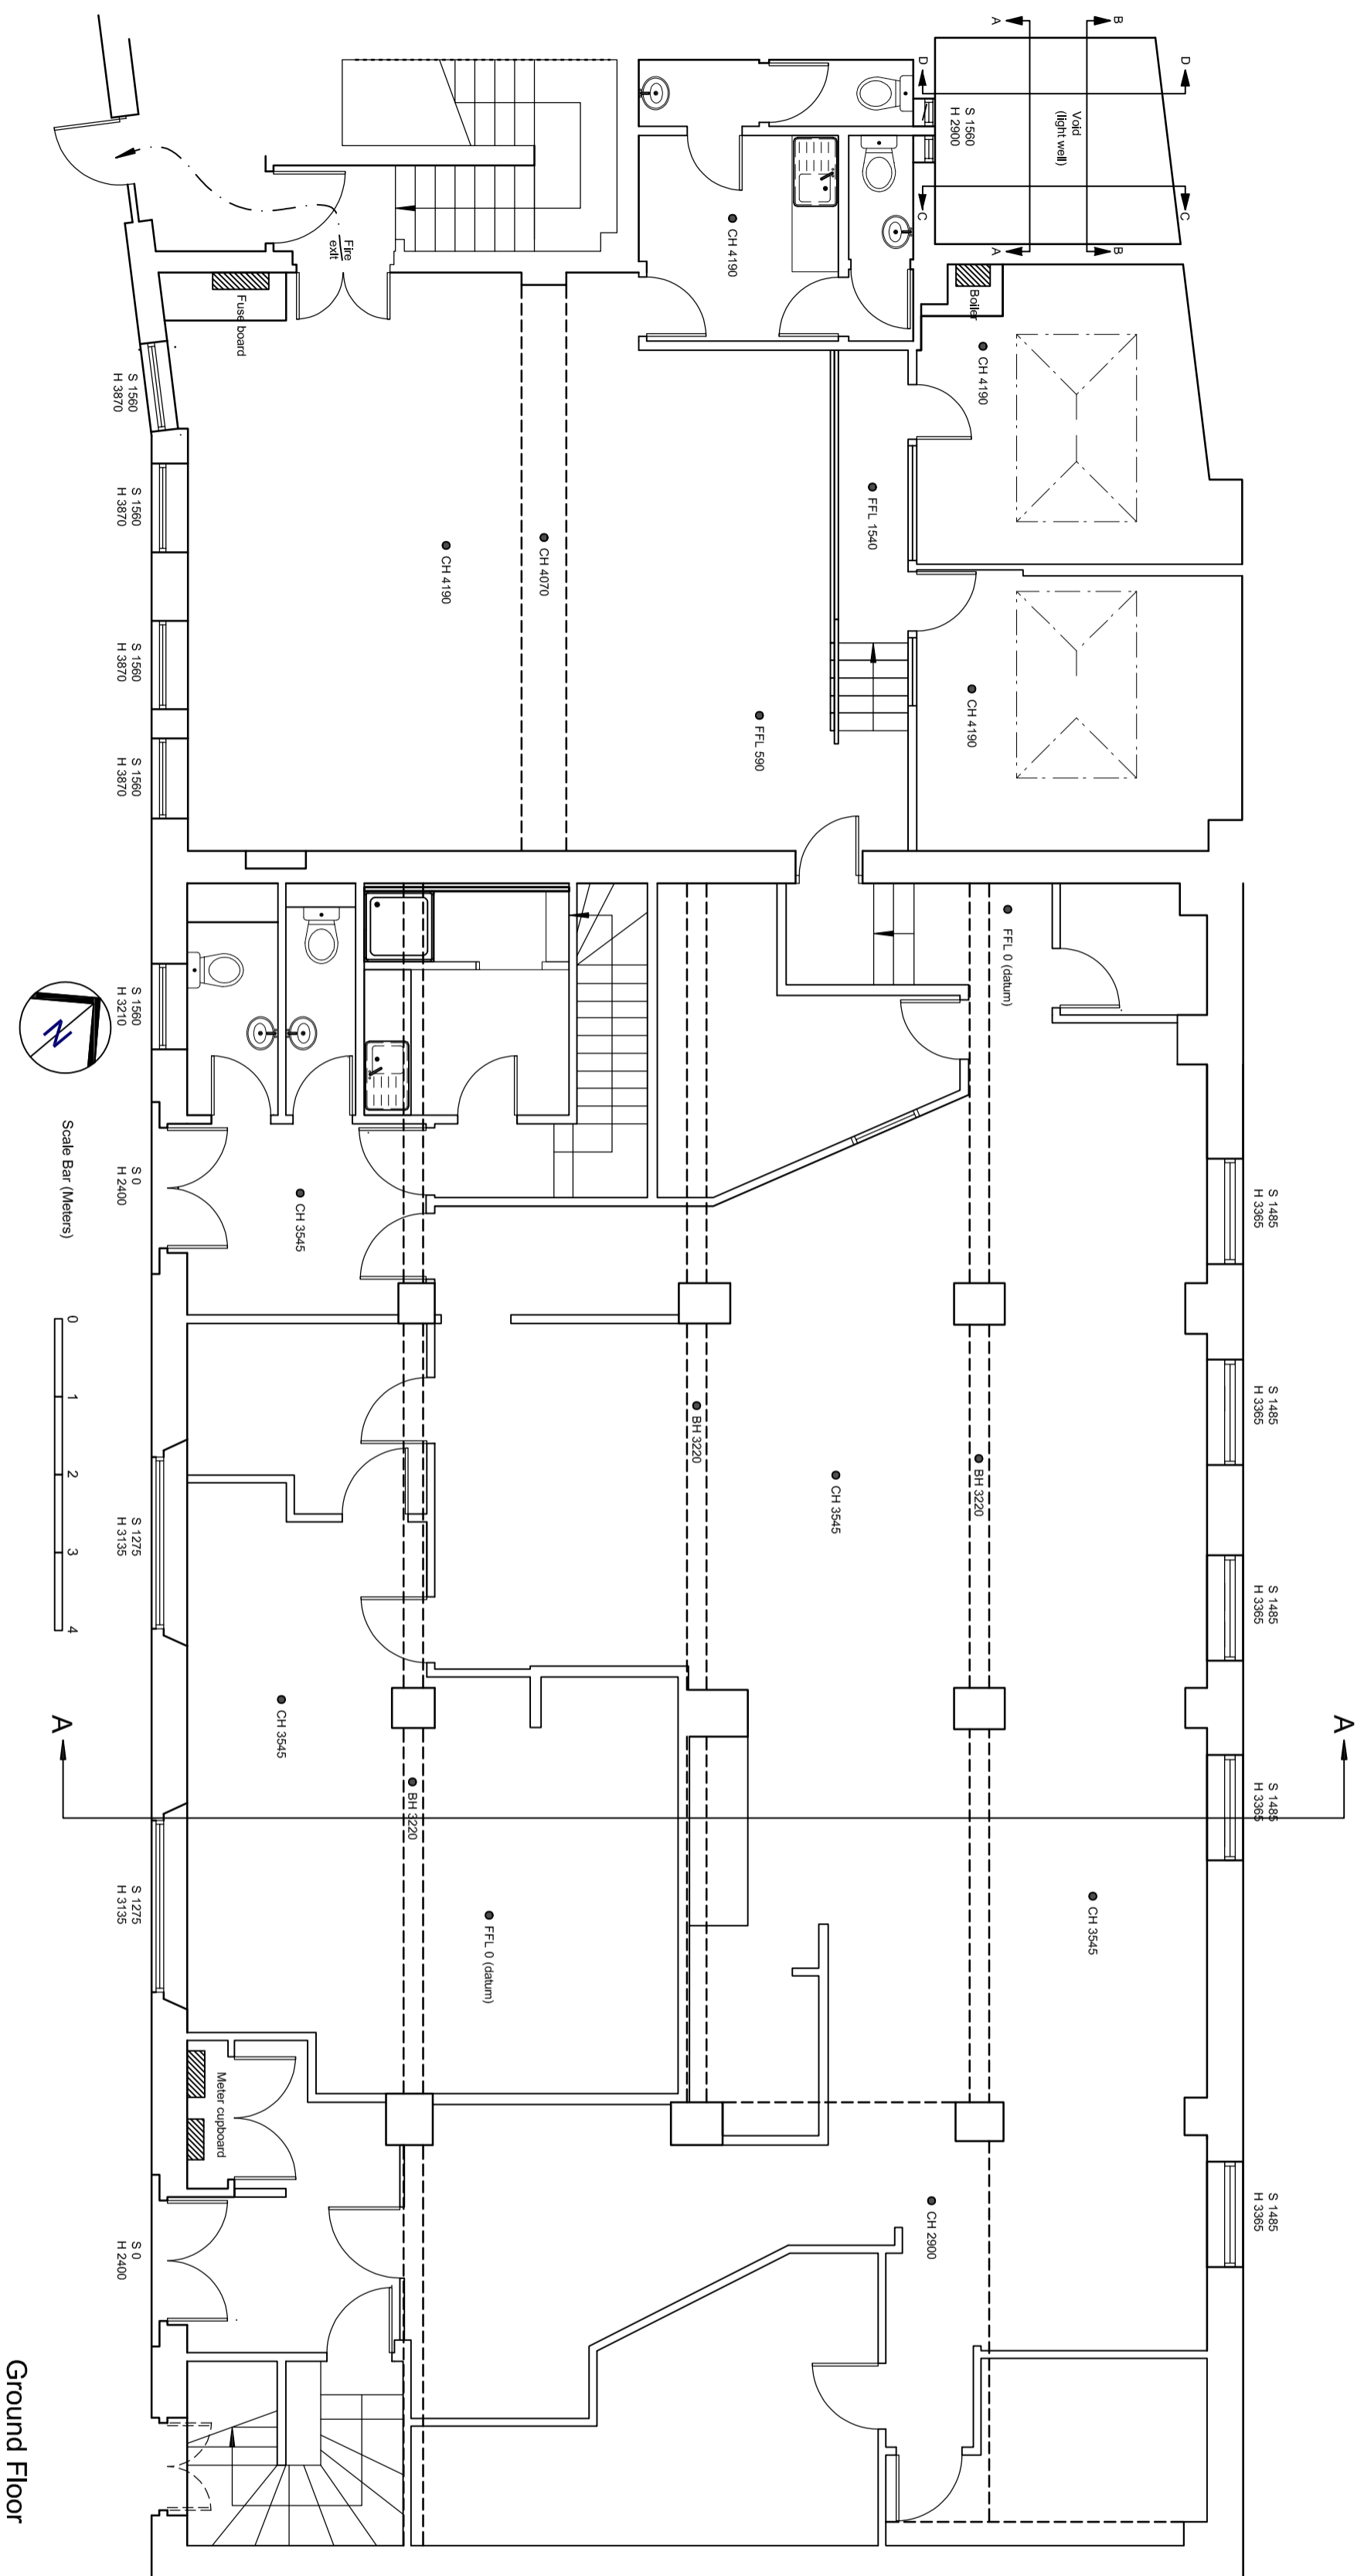 A
B
D
S 1560
H 2900
Void
(light well)
D
C
C
A
B
CH 4190
Fire
exit
Fuse board
Boiler
CH 4190
S 1560
H 3870
S 1560
H 3870
S 1560
H 3870
S 1560
H 3870
CH 4190
CH 4070
FFL 1540
FFL 590
CH 4190
FFL 0 (datum)
S 1560
H 3210
N
S 0
H 2400
CH 3545
S 1485
H 3365
S 1485
H 3365
S 1485
H 3365
S 1485
H 3365
S 1485
H 3365
BH 3220
BH 3220
CH 3545
Scale Bar (Meters)
0
1
2
3
4
S 1275
H 3135
CH 3545
A
A
BH 3220
S 1275
H 3135
FFL 0 (datum)
CH 3545
Meter cupboard
S 0
H 2400
CH 2900
Ground Floor